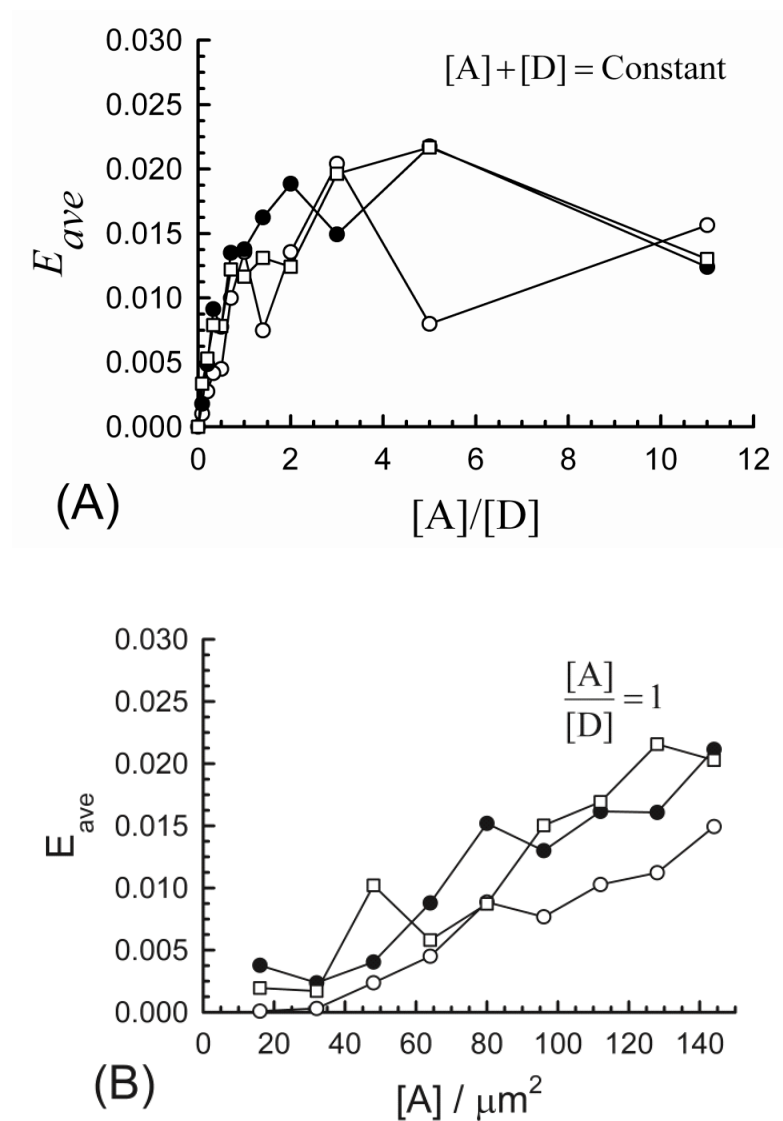 0.030
[A]+[D] = Constant
0.025
0.020
0.015
0.010
0.005
0.000
E_ave
0 2 4 6 8 10 12
(A)
[A]/[D]
0.030
[A]/[D] = 1
0.025
0.020
0.015
0.010
0.005
0.000
E_ave
0 20 40 60 80 100 120 140
(B)
[A] / μm²